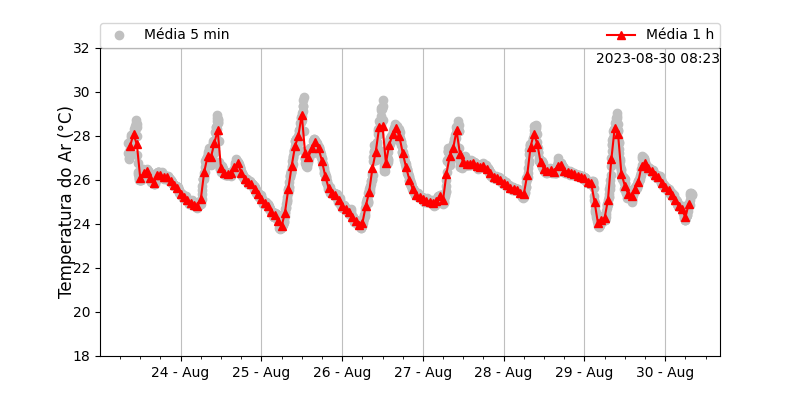 Média 5 min
Média 1 h
2023-08-30 08:23
Temperatura do Ar (°C)
32
30
28
26
24
22
20
18
24 - Aug
25 - Aug
26 - Aug
27 - Aug
28 - Aug
29 - Aug
30 - Aug